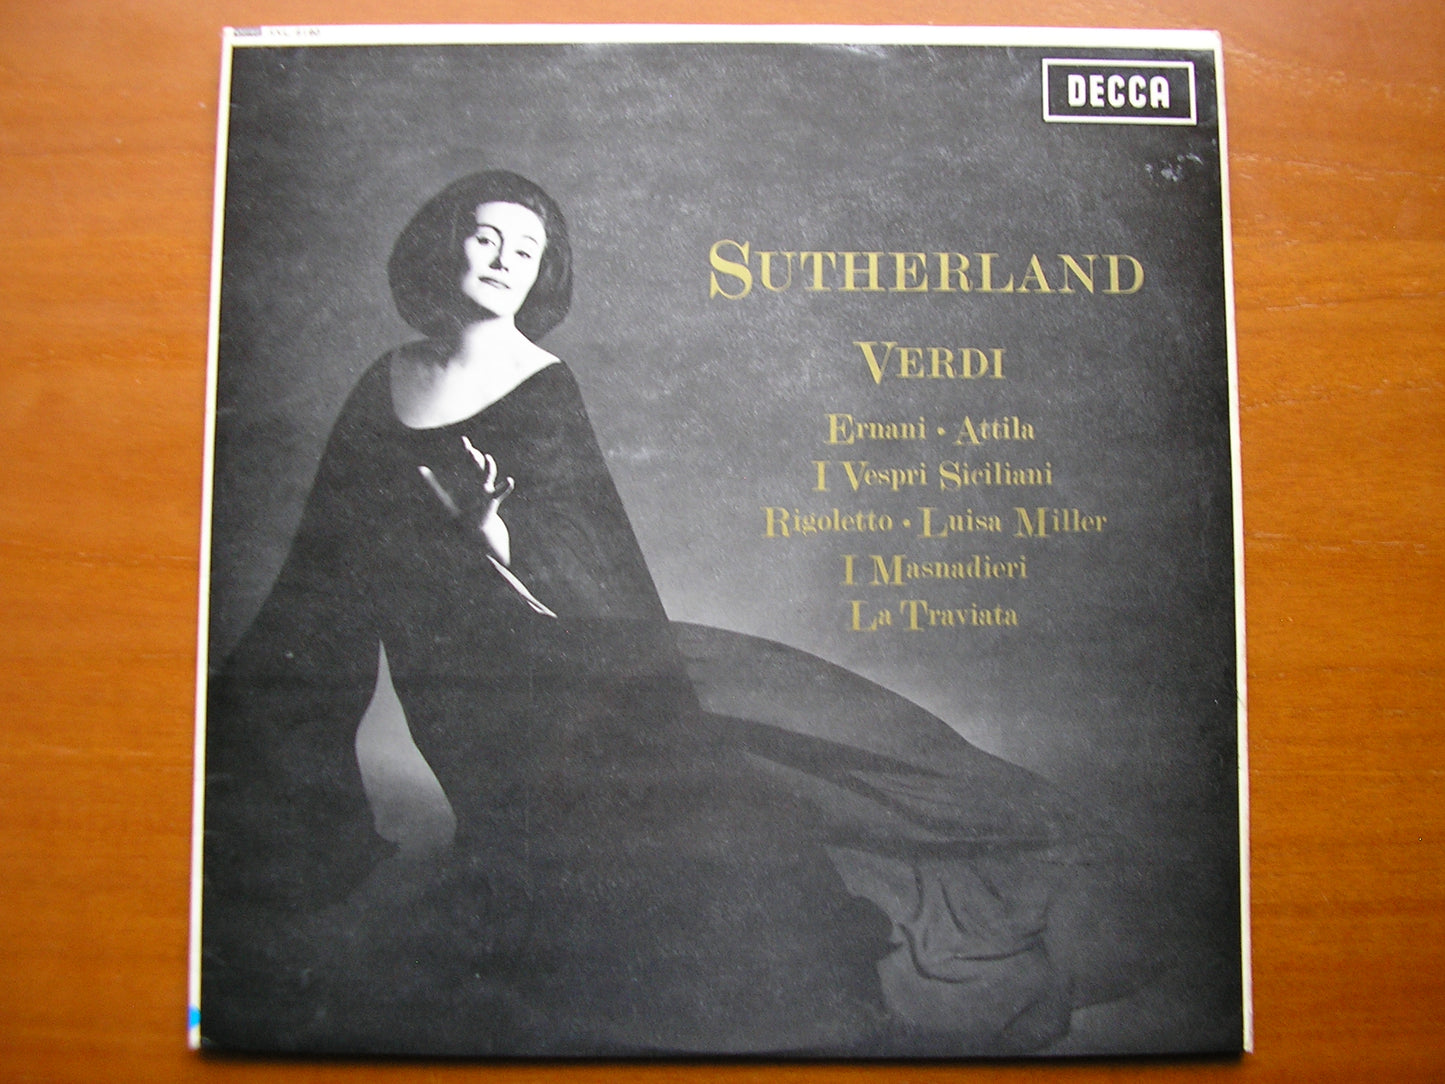 DECCA
SUTHERLAND
VERDI
Ernani • Attila
I Vespri Siciliani
Rigoletto • Luisa Miller
I Masnadieri
La Traviata